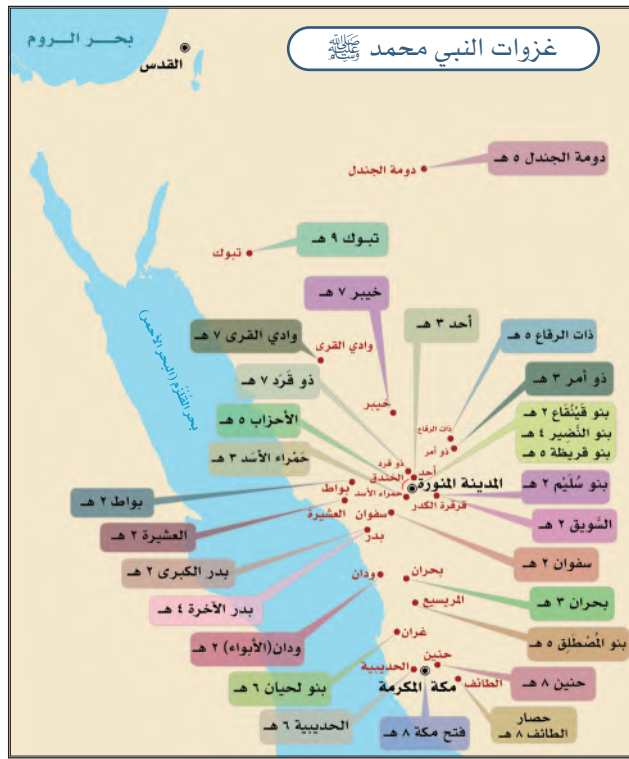 غزوات النبي محمد ﷺ
بحر الروم
القدس
دومة الجندل ٥ هـ
دومة الجندل
تبوك ٩ هـ
تبوك
خيبر ٧ هـ
أحد ٣ هـ
وادي القرى ٧ هـ
وادي القرى
ذات الرقاع ٥ هـ
ذو قَرَد ٧ هـ
ذو أمر ٣ هـ
خيبر
الأحزاب ٥ هـ
بنو قَيْنُقاع ٢ هـ
بنو النَّضِير ٤ هـ
بنو قريظة ٥ هـ
ذات الرقاع
ذو أمر
بحر القُلْزُم (البحر الأحمر)
حَمْراء الأسَد ٣ هـ
ذو قرد
أحد
الخندق
المدينة المنورة
بنو سُلَيْم ٢ هـ
بواط
حمراء الأسد
قرقرة الكدر
بواط ٢ هـ
العشيرة
سفوان
السَّويق ٢ هـ
العشيرة ٢ هـ
بدر
سفوان ٢ هـ
بدر الكبرى ٢ هـ
ودان
بحران
بحران ٣ هـ
بدر الآخرة ٤ هـ
المريسيع
بنو المُصْطَلِق ٥ هـ
ودان(الأبواء) ٢ هـ
غران
حنين
بنو لحيان ٦ هـ
الحديبية
مكة المكرمة
الطائف
حنين ٨ هـ
الحديبية ٦ هـ
فتح مكة ٨ هـ
حصار
الطائف ٨ هـ